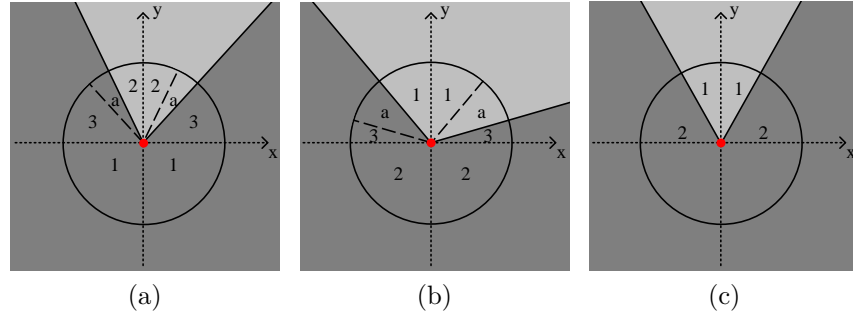 y y y
2 2 1 1 1 1
a a a a
3 3 3 3 2 2
x x x
1 1 2 2
(a) (b) (c)